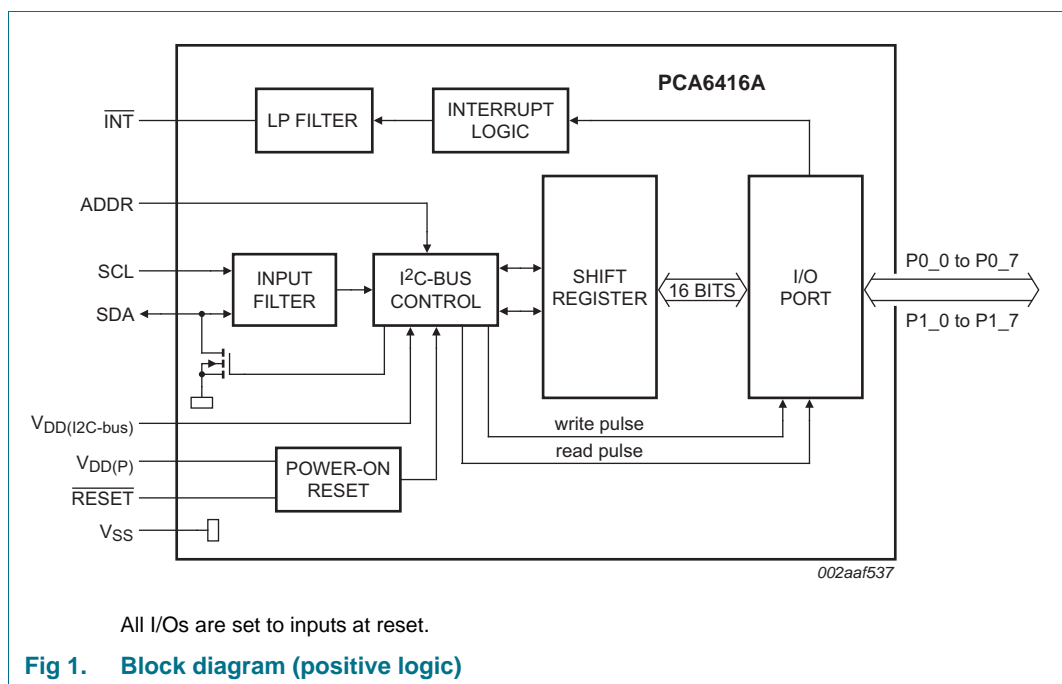 PCA6416A
INT
LP FILTER
INTERRUPT
LOGIC
ADDR
SCL
SDA
INPUT
FILTER
I²C-BUS
CONTROL
SHIFT
REGISTER
16 BITS
I/O
PORT
P0_0 to P0_7
P1_0 to P1_7
write pulse
read pulse
VDD(I2C-bus)
VDD(P)
RESET
VSS
POWER-ON
RESET
002aaf537
All I/Os are set to inputs at reset.
Fig 1. Block diagram (positive logic)